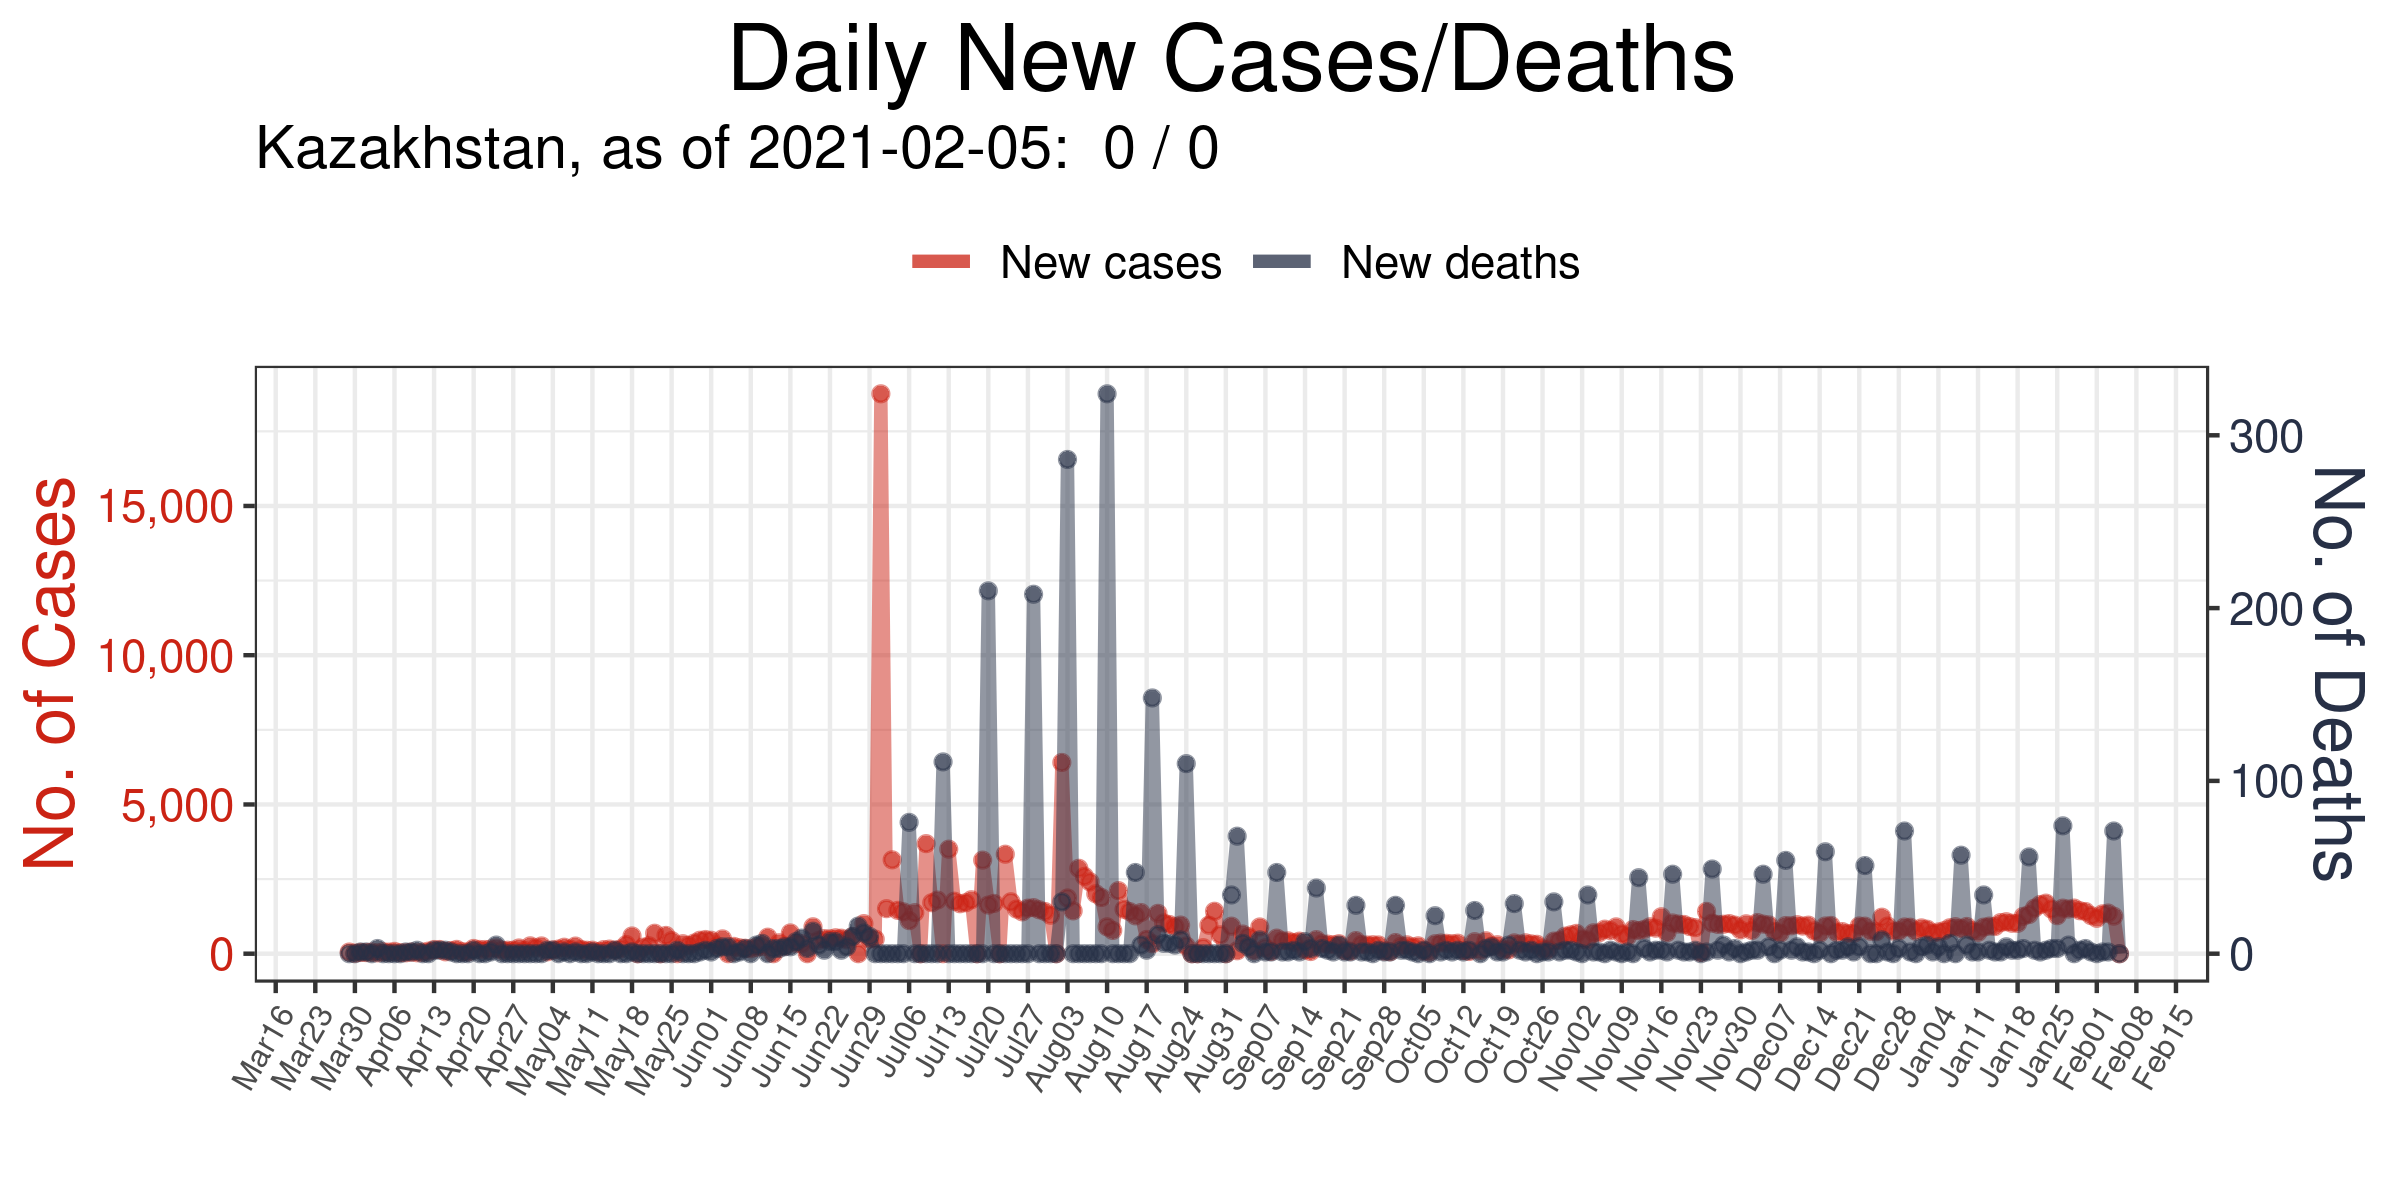 Daily New Cases/Deaths
Kazakhstan, as of 2021-02-05: 0 / 0
New cases
New deaths
No. of Cases
15,000
10,000
5,000
0
300
200
100
0
No. of Deaths
Mar16
Mar23
Mar30
Apr06
Apr13
Apr20
Apr27
May04
May11
May18
May25
Jun01
Jun08
Jun15
Jun22
Jun29
Jul06
Jul13
Jul20
Jul27
Aug03
Aug10
Aug17
Aug24
Aug31
Sep07
Sep14
Sep21
Sep28
Oct05
Oct12
Oct19
Oct26
Nov02
Nov09
Nov16
Nov23
Nov30
Dec07
Dec14
Dec21
Dec28
Jan04
Jan11
Jan18
Jan25
Feb01
Feb08
Feb15